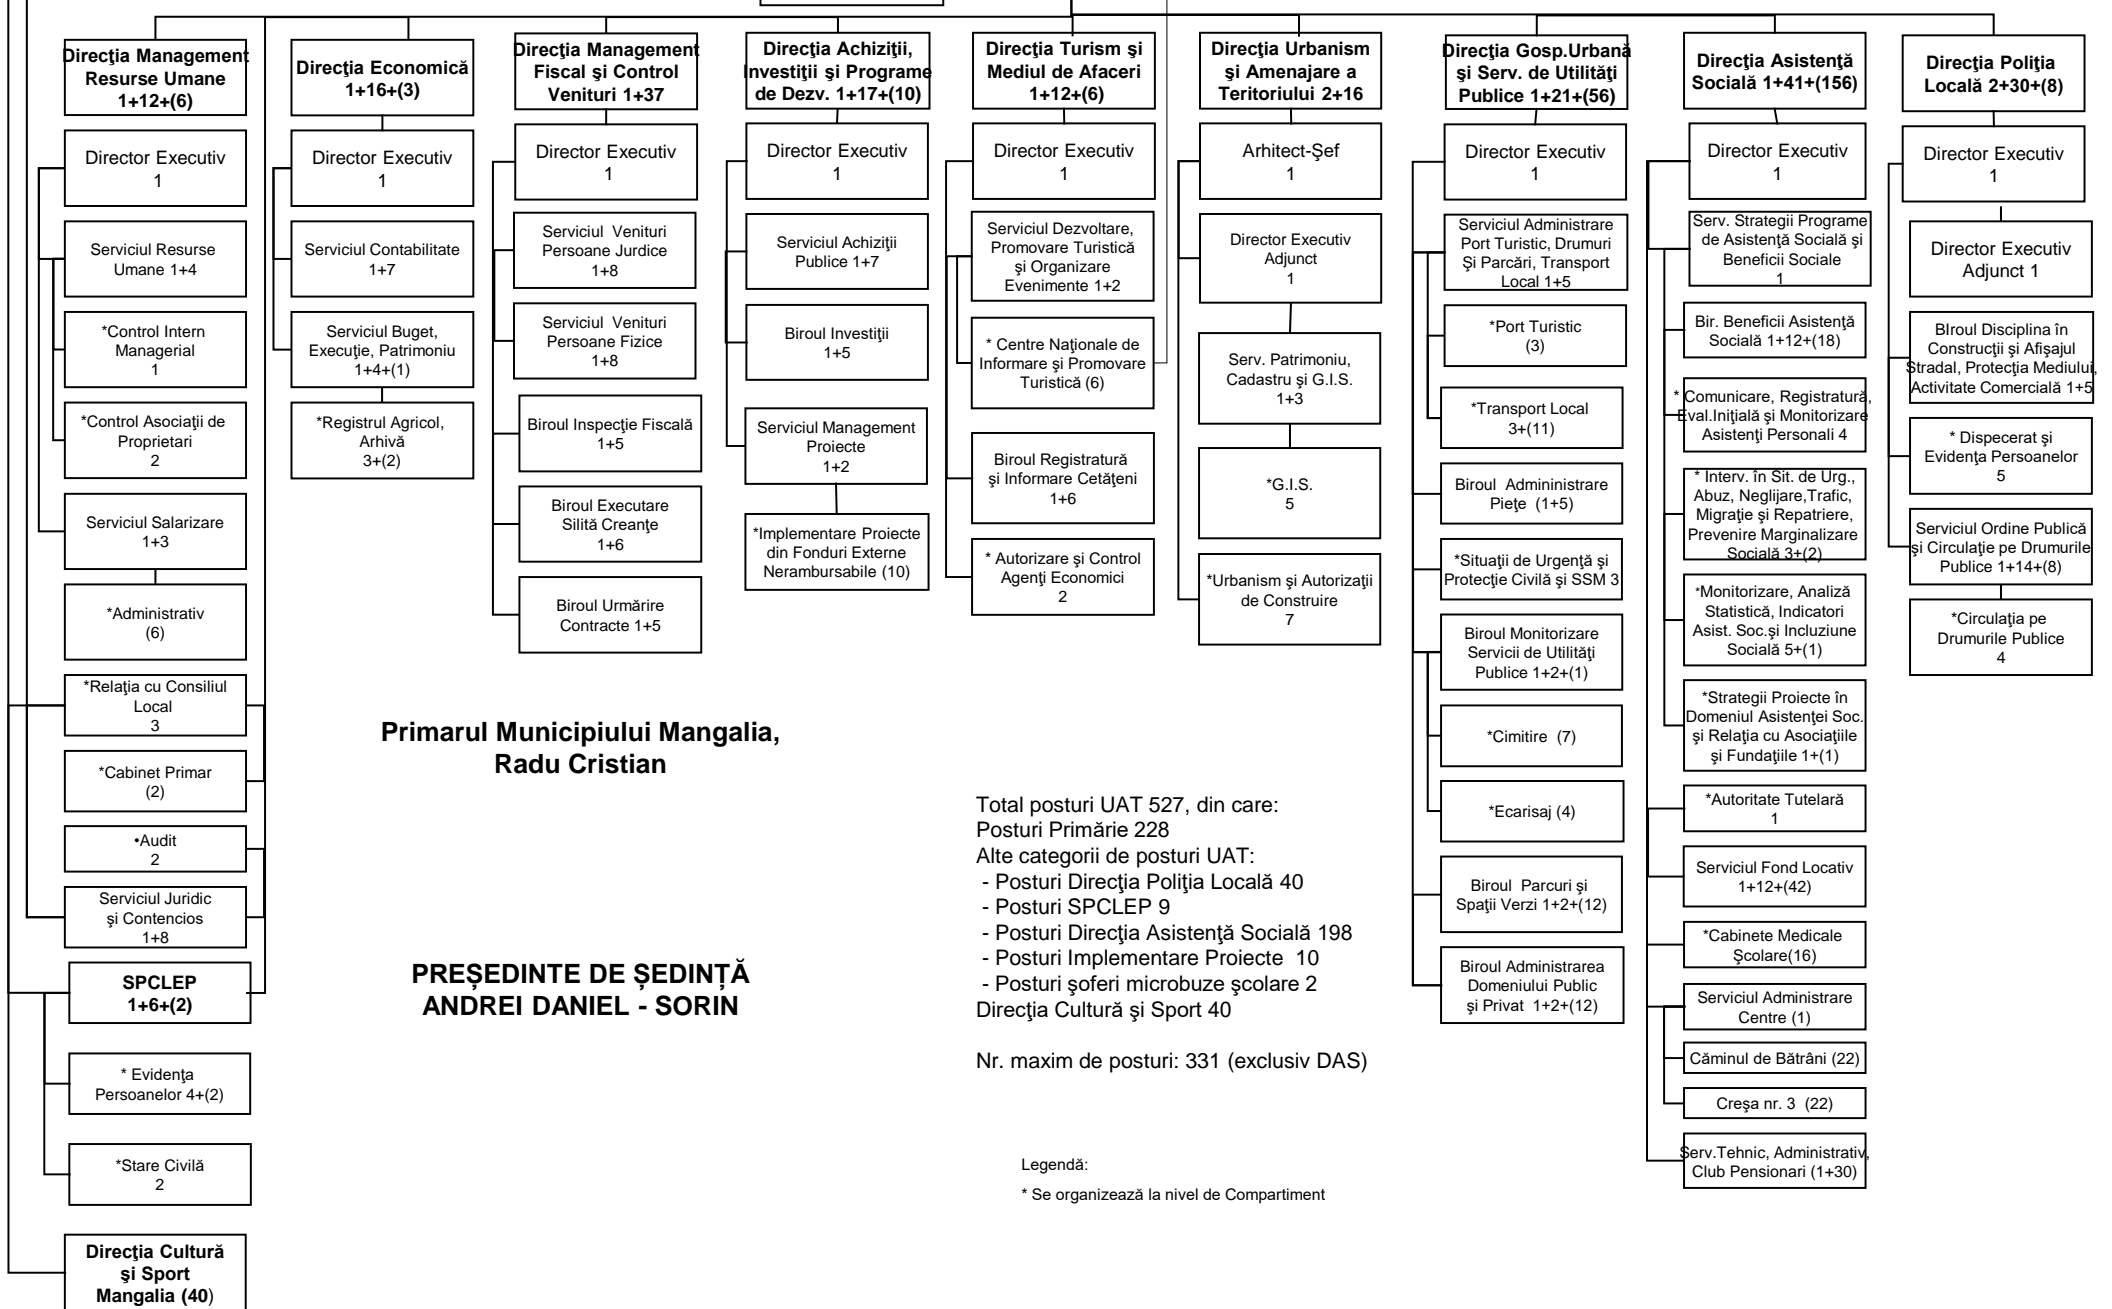 Direcţia Management
Resurse Umane
1+12+(6)
Director Executiv
1
Serviciul Resurse
Umane 1+4
*Control Intern
Managerial
1
*Control Asociaţii de
Proprietari
2
Serviciul Salarizare
1+3
*Administrativ
(6)
*Relaţia cu Consiliul
Local
3
*Cabinet Primar
(2)
•Audit
2
Serviciul Juridic
şi Contencios
1+8
SPCLEP
1+6+(2)
* Evidenţa
Persoanelor 4+(2)
*Stare Civilă
2
Direcţia Cultură
şi Sport
Mangalia (40)
Direcţia Economică
1+16+(3)
Director Executiv
1
Serviciul Contabilitate
1+7
Serviciul Buget,
Execuţie, Patrimoniu
1+4+(1)
*Registrul Agricol,
Arhivă
3+(2)
Direcţia Management
Fiscal şi Control
Venituri 1+37
Director Executiv
1
Serviciul Venituri
Persoane Jurdice
1+8
Serviciul Venituri
Persoane Fizice
1+8
Biroul Inspecţie Fiscală
1+5
Biroul Executare
Silită Creanţe
1+6
Biroul Urmărire
Contracte 1+5
Direcţia Achiziţii,
Investiţii şi Programe
de Dezv. 1+17+(10)
Director Executiv
1
Serviciul Achiziţii
Publice 1+7
Biroul Investiţii
1+5
Serviciul Management
Proiecte
1+2
*Implementare Proiecte
din Fonduri Externe
Nerambursabile (10)
Direcţia Turism şi
Mediul de Afaceri
1+12+(6)
Director Executiv
1
Serviciul Dezvoltare,
Promovare Turistică
şi Organizare
Evenimente 1+2
* Centre Naţionale de
Informare şi Promovare
Turistică (6)
Biroul Registratură
şi Informare Cetăţeni
1+6
* Autorizare şi Control
Agenţi Economici
2
Direcţia Urbanism
şi Amenajare a
Teritoriului 2+16
Arhitect-Şef
1
Director Executiv
Adjunct
1
Serv. Patrimoniu,
Cadastru şi G.I.S.
1+3
*G.I.S.
5
*Urbanism şi Autorizaţii
de Construire
7
Direcţia Gosp.Urbană
şi Serv. de Utilităţi
Publice 1+21+(56)
Director Executiv
1
Serviciul Administrare
Port Turistic, Drumuri
Şi Parcări, Transport
Local 1+5
*Port Turistic
(3)
*Transport Local
3+(11)
Biroul Admininistrare
Pieţe (1+5)
*Situaţii de Urgenţă şi
Protecţie Civilă şi SSM 3
Biroul Monitorizare
Servicii de Utilităţi
Publice 1+2+(1)
*Cimitire (7)
*Ecarisaj (4)
Biroul Parcuri şi
Spaţii Verzi 1+2+(12)
Biroul Administrarea
Domeniului Public
şi Privat 1+2+(12)
Direcţia Asistenţă
Socială 1+41+(156)
Director Executiv
1
Serv. Strategii Programe
de Asistenţă Socială şi
Beneficii Sociale
1
Bir. Beneficii Asistenţă
Socială 1+12+(18)
* Comunicare, Registratură,
Eval.Iniţială şi Monitorizare
Asistenţi Personali 4
* Interv. în Sit. de Urg.,
Abuz, Neglijare,Trafic,
Migraţie şi Repatriere,
Prevenire Marginalizare
Socială 3+(2)
*Monitorizare, Analiză
Statistică, Indicatori
Asist. Soc.şi Incluziune
Socială 5+(1)
*Strategii Proiecte în
Domeniul Asistenţei Soc.
şi Relaţia cu Asociaţiile
şi Fundaţiile 1+(1)
*Autoritate Tutelară
1
Serviciul Fond Locativ
1+12+(42)
*Cabinete Medicale
Şcolare(16)
Serviciul Administrare
Centre (1)
Căminul de Bătrâni (22)
Creşa nr. 3 (22)
Serv.Tehnic, Administrativ,
Club Pensionari (1+30)
Direcţia Poliţia
Locală 2+30+(8)
Director Executiv
1
Director Executiv
Adjunct 1
BIroul Disciplina în
Construcţii şi Afişajul
Stradal, Protecţia Mediului,
Activitate Comercială 1+5
* Dispecerat şi
Evidenţa Persoanelor
5
Serviciul Ordine Publică
şi Circulaţie pe Drumurile
Publice 1+14+(8)
*Circulaţia pe
Drumurile Publice
4
Primarul Municipiului Mangalia,
Radu Cristian
PREȘEDINTE DE ȘEDINȚĂ
ANDREI DANIEL - SORIN
Total posturi UAT 527, din care:
Posturi Primărie 228
Alte categorii de posturi UAT:
- Posturi Direcţia Poliţia Locală 40
- Posturi SPCLEP 9
- Posturi Direcţia Asistenţă Socială 198
- Posturi Implementare Proiecte 10
- Posturi şoferi microbuze şcolare 2
Direcţia Cultură şi Sport 40
Nr. maxim de posturi: 331 (exclusiv DAS)
Legendă:
* Se organizează la nivel de Compartiment